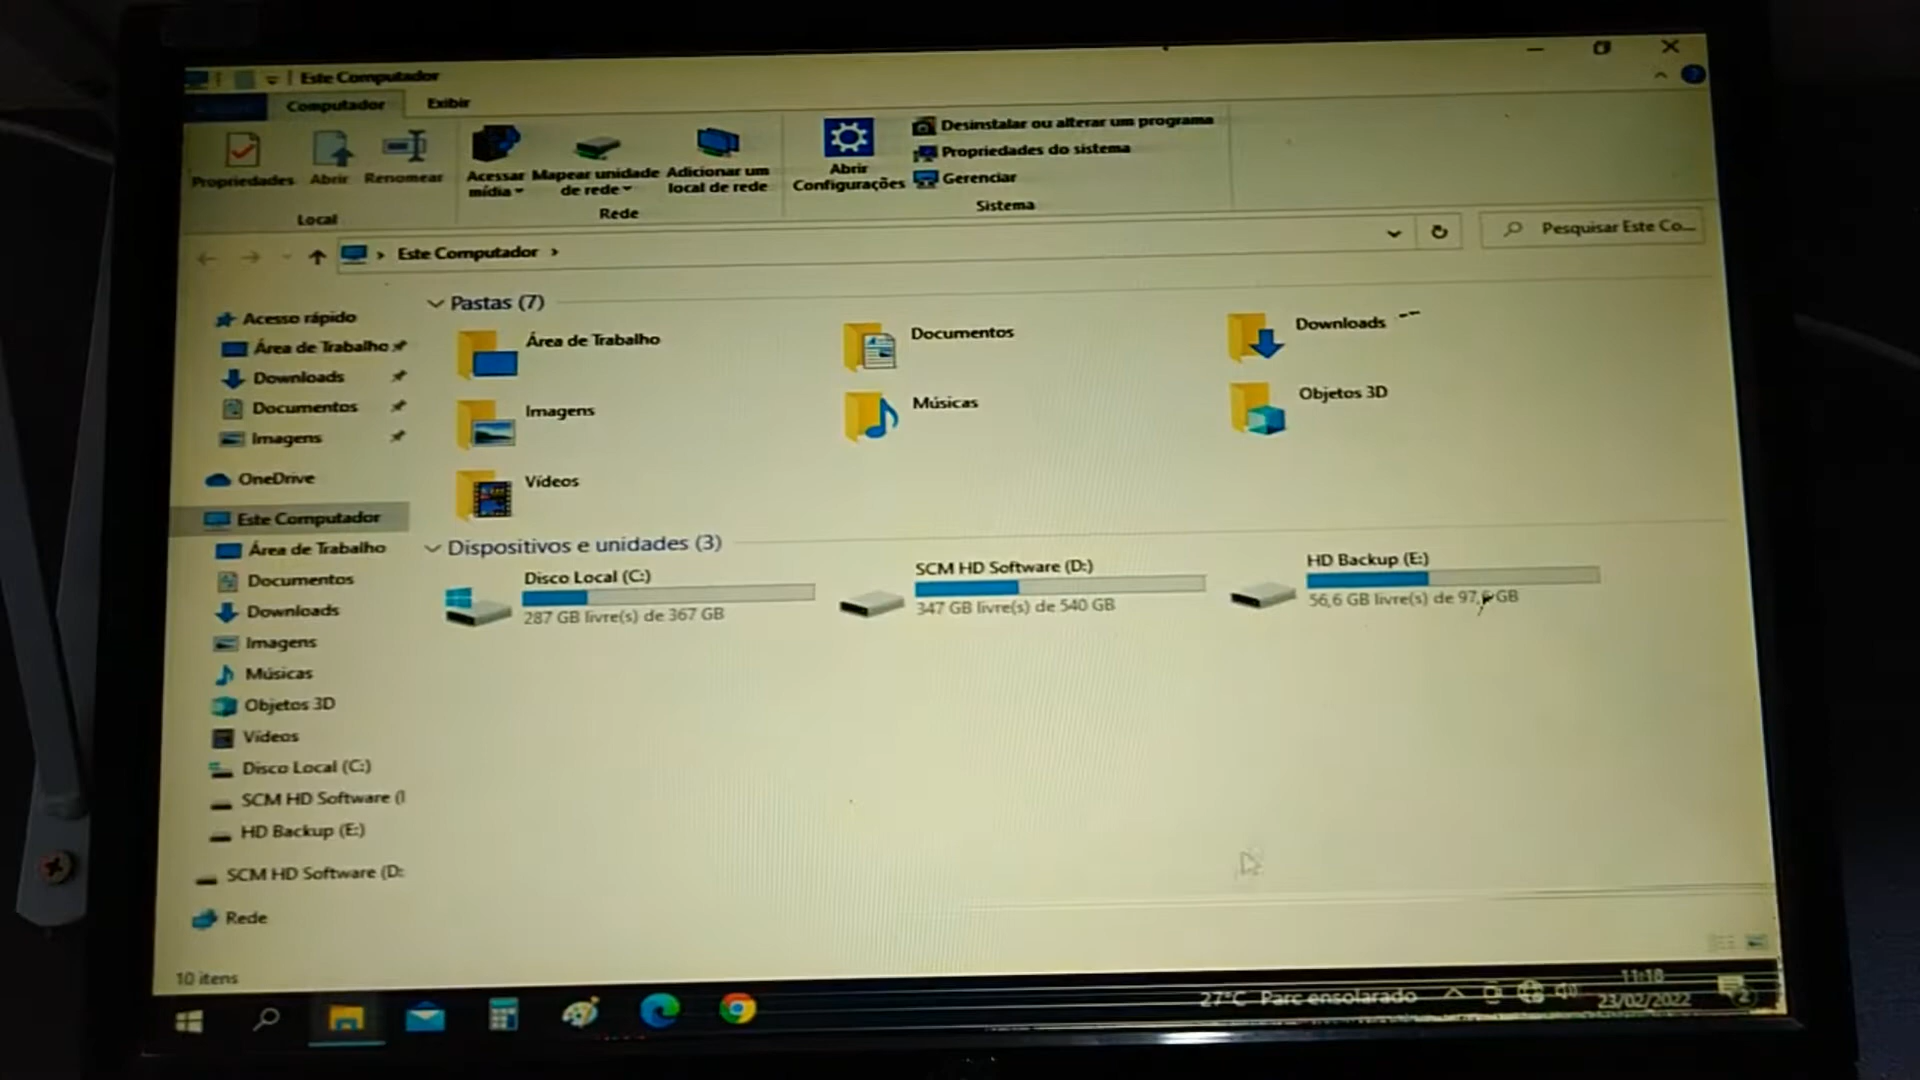 Este Computador
Computador
Exibir
Propriedades
Abrir
Renomear
Acessar mídia
Mapear unidade de rede
Adicionar um local de rede
Abrir Configurações
Desinstalar ou alterar um programa
Propriedades do sistema
Gerenciar
Local
Rede
Sistema
Este Computador
Pesquisar Este Co...
Acesso rápido
Área de Trabalho
Downloads
Documentos
Imagens
OneDrive
Este Computador
Área de Trabalho
Documentos
Downloads
Imagens
Músicas
Objetos 3D
Vídeos
Disco Local (C:)
SCM HD Software (
HD Backup (E:)
SCM HD Software (D:
Rede
Pastas (7)
Área de Trabalho
Documentos
Downloads
Imagens
Músicas
Objetos 3D
Vídeos
Dispositivos e unidades (3)
Disco Local (C:)
287 GB livre(s) de 367 GB
SCM HD Software (D:)
347 GB livre(s) de 540 GB
HD Backup (E:)
56,6 GB livre(s) de GB
10 itens
27°C Parc ensolarado
11:18
23/02/2022
2